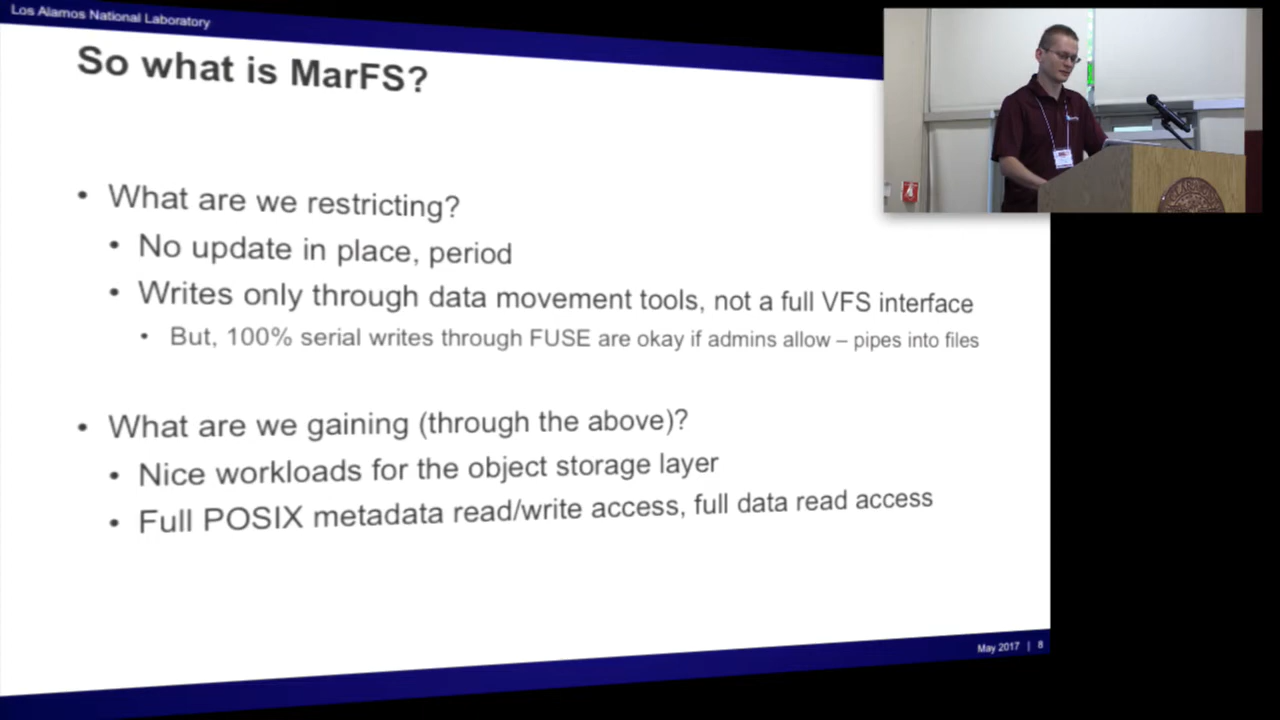 Los Alamos National Laboratory
So what is MarFS?
• What are we restricting?
• No update in place, period
• Writes only through data movement tools, not a full VFS interface
• But, 100% serial writes through FUSE are okay if admins allow – pipes into files
• What are we gaining (through the above)?
• Nice workloads for the object storage layer
• Full POSIX metadata read/write access, full data read access
May 2017 | 8